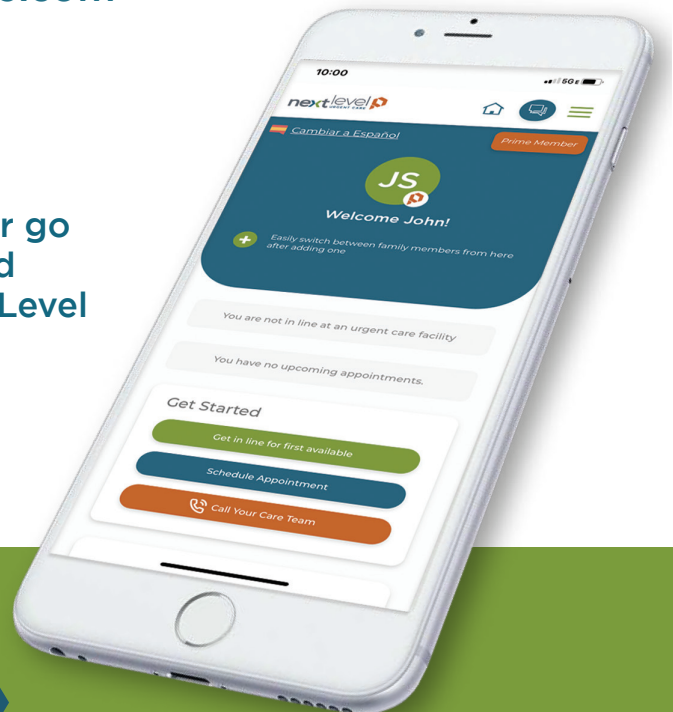 r go
d
Level
10:00
5GE
nextlevel
URGENT CARE
Cambiar a Español
Prime Member
JS
Welcome John!
Easily switch between family members from here
after adding one
You are not in line at an urgent care facility
You have no upcoming appointments.
Get Started
Get in line for first available
Schedule Appointment
Call Your Care Team